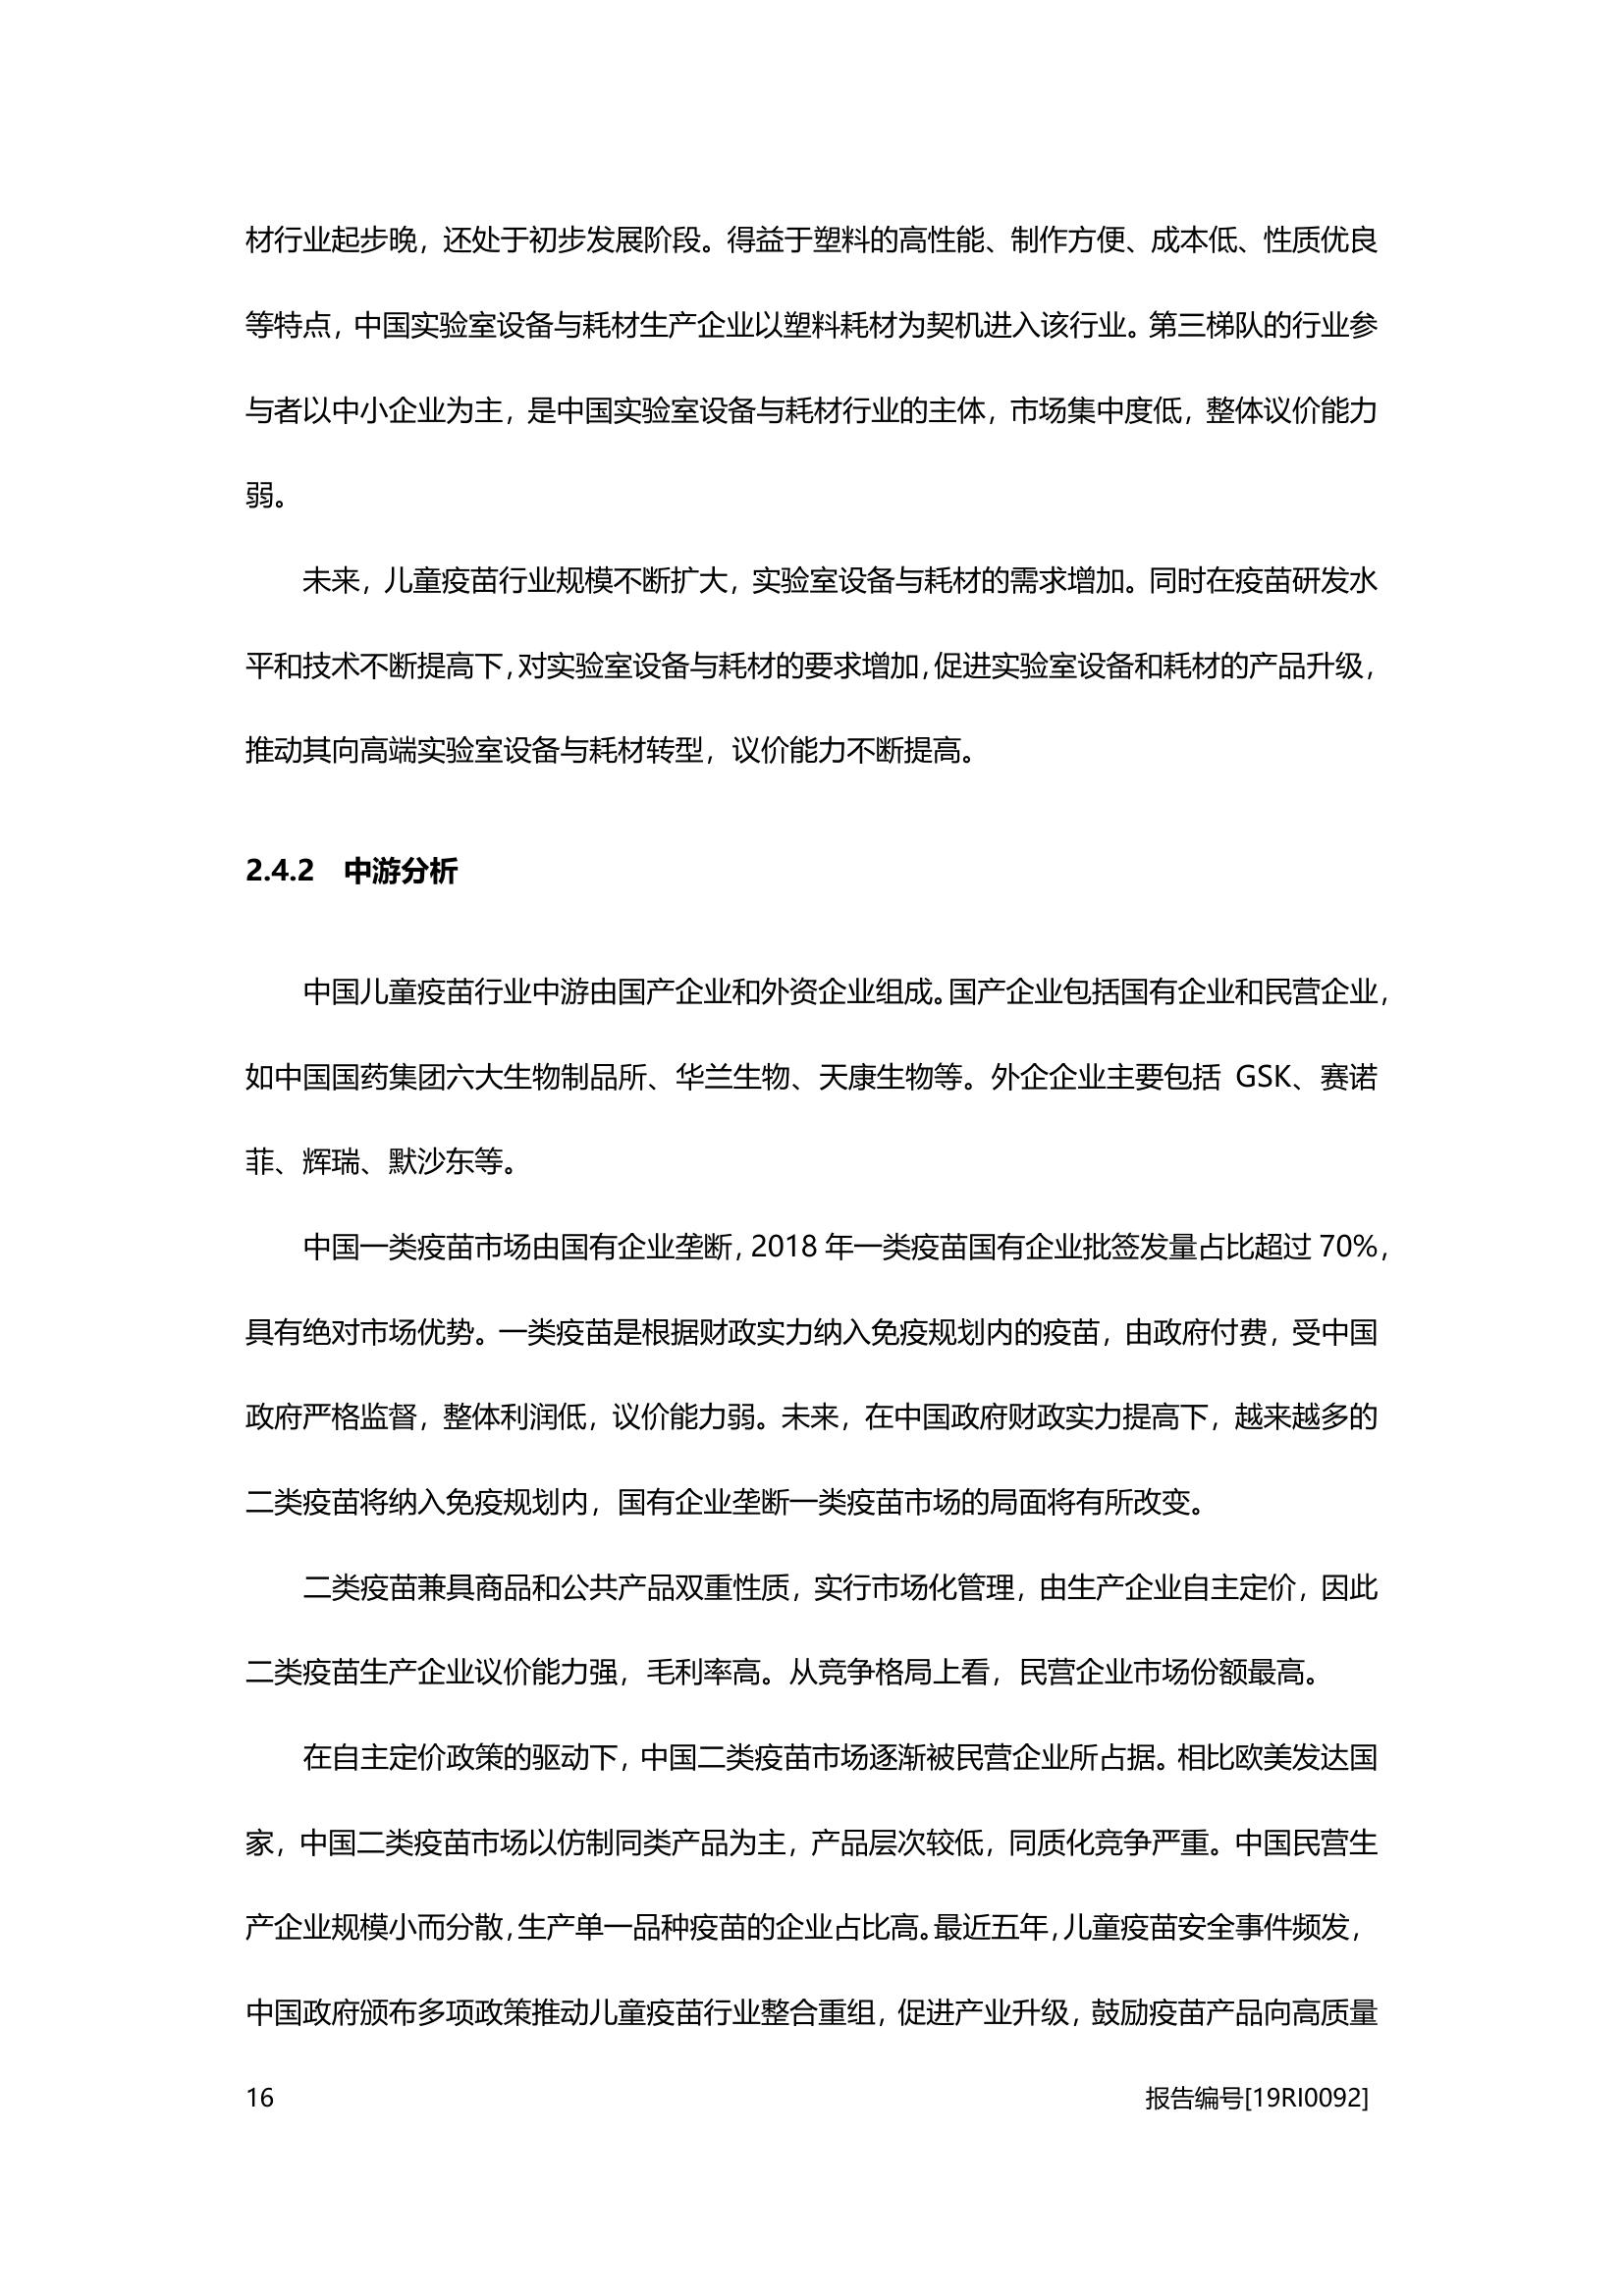 材行业起步晚，还处于初步发展阶段。得益于塑料的高性能、制作方便、成本低、性质优良
等特点，中国实验室设备与耗材生产企业以塑料耗材为契机进入该行业。第三梯队的行业参
与者以中小企业为主，是中国实验室设备与耗材行业的主体，市场集中度低，整体议价能力
弱。
未来，儿童疫苗行业规模不断扩大，实验室设备与耗材的需求增加。同时在疫苗研发水
平和技术不断提高下，对实验室设备与耗材的要求增加，促进实验室设备和耗材的产品升级，
推动其向高端实验室设备与耗材转型，议价能力不断提高。
2.4.2 中游分析
中国儿童疫苗行业中游由国产企业和外资企业组成。国产企业包括国有企业和民营企业，
如中国国药集团六大生物制品所、华兰生物、天康生物等。外企企业主要包括 GSK、赛诺
菲、辉瑞、默沙东等。
中国一类疫苗市场由国有企业垄断，2018 年一类疫苗国有企业批签发量占比超过 70%，
具有绝对市场优势。一类疫苗是根据财政实力纳入免疫规划内的疫苗，由政府付费，受中国
政府严格监督，整体利润低，议价能力弱。未来，在中国政府财政实力提高下，越来越多的
二类疫苗将纳入免疫规划内，国有企业垄断一类疫苗市场的局面将有所改变。
二类疫苗兼具商品和公共产品双重性质，实行市场化管理，由生产企业自主定价，因此
二类疫苗生产企业议价能力强，毛利率高。从竞争格局上看，民营企业市场份额最高。
在自主定价政策的驱动下，中国二类疫苗市场逐渐被民营企业所占据。相比欧美发达国
家，中国二类疫苗市场以仿制同类产品为主，产品层次较低，同质化竞争严重。中国民营生
产企业规模小而分散，生产单一品种疫苗的企业占比高。最近五年，儿童疫苗安全事件频发，
中国政府颁布多项政策推动儿童疫苗行业整合重组，促进产业升级，鼓励疫苗产品向高质量
16 报告编号[19RI0092]